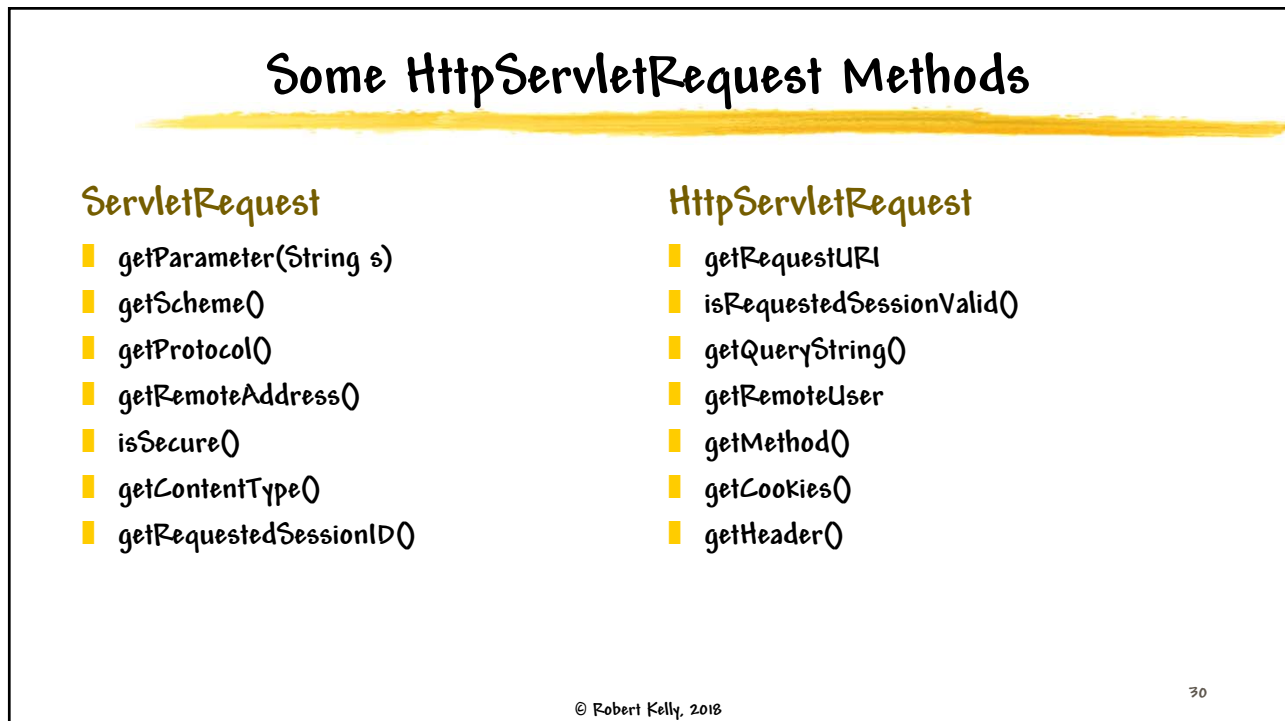 Some HttpServletRequest Methods
ServletRequest
getParameter(String s)
getScheme()
getProtocol()
getRemoteAddress()
isSecure()
getContentType()
getRequestedSessionID()
HttpServletRequest
getRequestURI
isRequestedSessionValid()
getQueryString()
getRemoteUser
getMethod()
getCookies()
getHeader()
© Robert Kelly, 2018
30